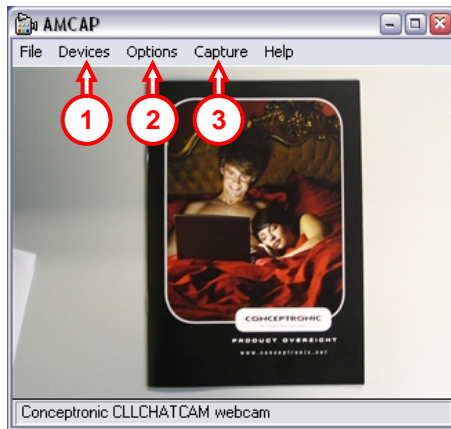 AMCAP
File Devices Options Capture Help
1 2 3
CONCEPTRONIC
PRODUCT OVERZICHT
www.conceptronic.net
Conceptronic CLLCHATCAM webcam